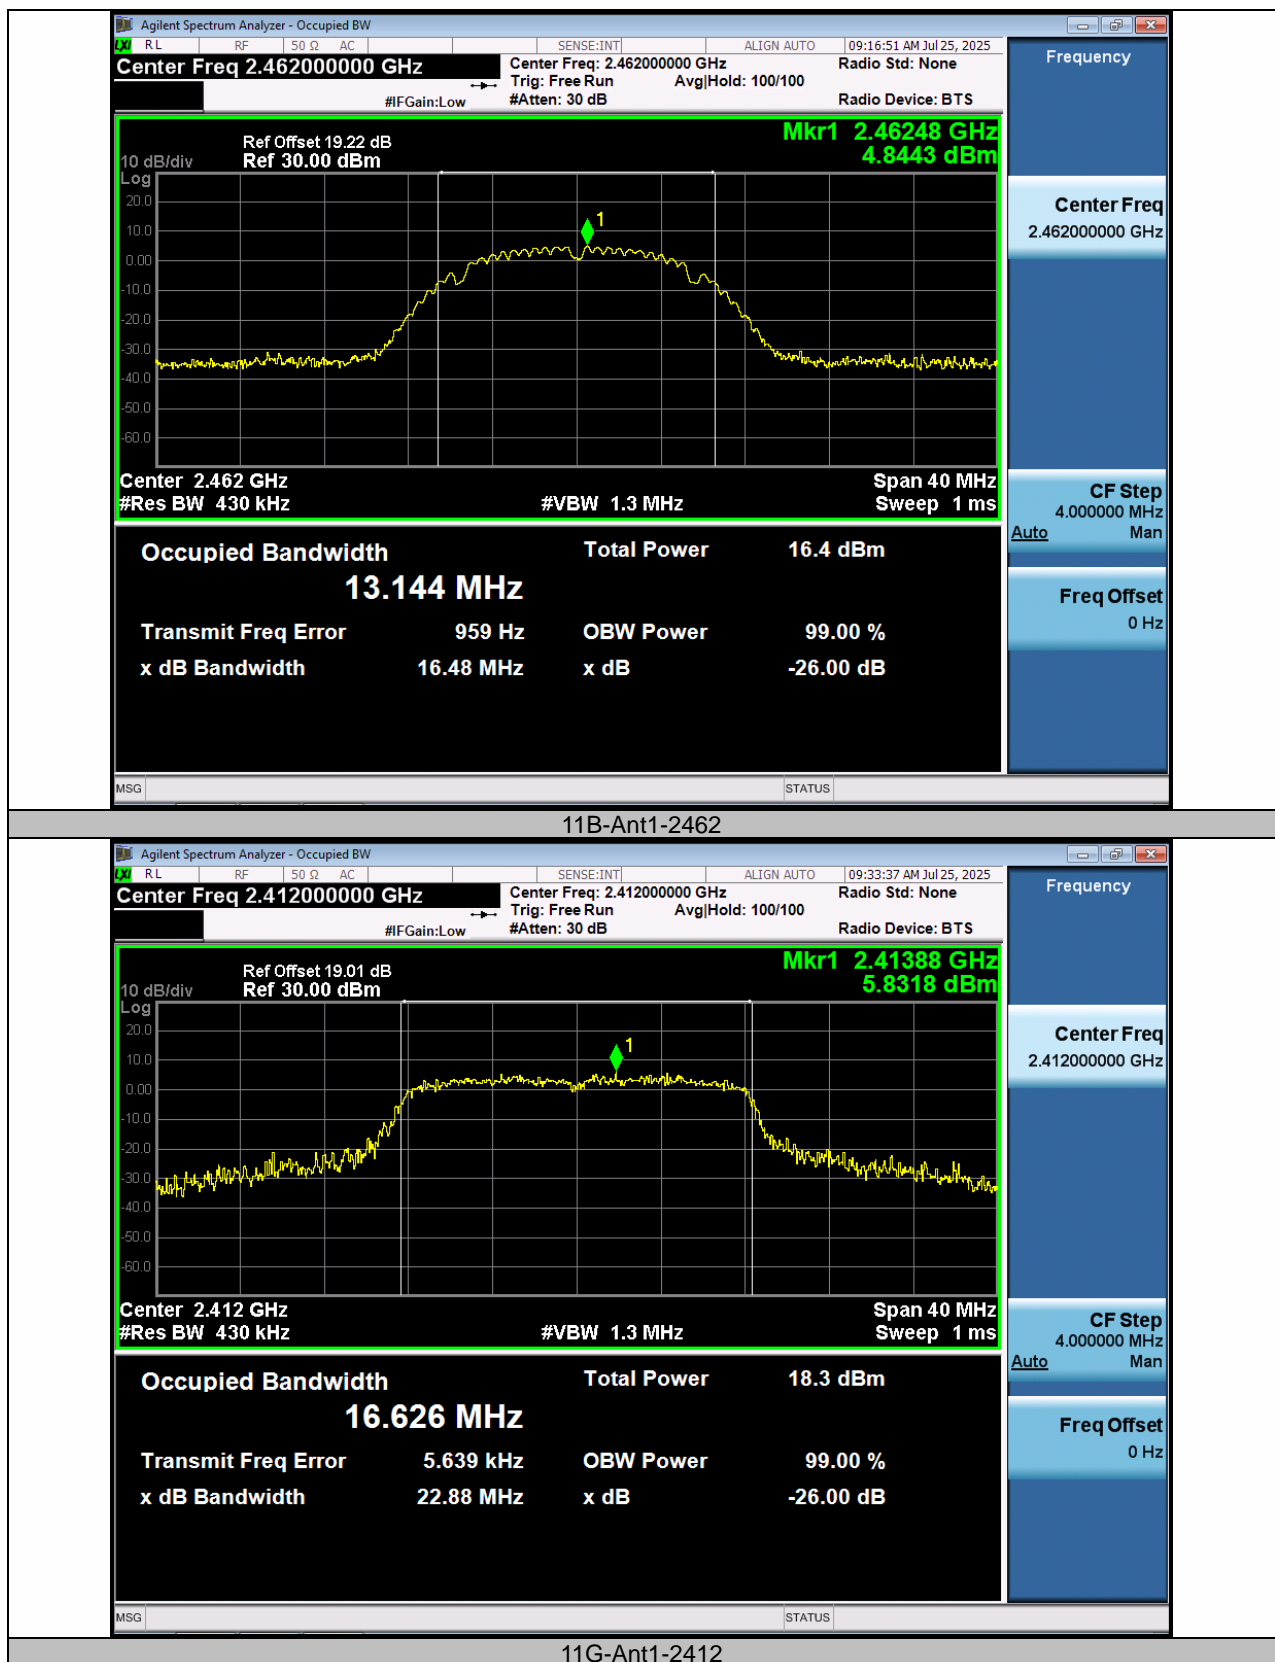 Agilent Spectrum Analyzer - Occupied BW
LXI RL RF 50 Ω AC SENSE:INT ALIGN AUTO 09:16:51 AM Jul 25, 2025
Center Freq 2.462000000 GHz
Center Freq: 2.462000000 GHz Radio Std: None
Trig: Free Run Avg|Hold: 100/100
#IFGain:Low #Atten: 30 dB Radio Device: BTS
Frequency
Mkr1 2.46248 GHz
4.8443 dBm
Ref Offset 19.22 dB
10 dB/div Ref 30.00 dBm
Log
20.0
10.0
0.00
-10.0
-20.0
-30.0
-40.0
-50.0
-60.0
1
Center 2.462 GHz Span 40 MHz
#Res BW 430 kHz #VBW 1.3 MHz Sweep 1 ms
Center Freq
2.462000000 GHz
CF Step
4.000000 MHz
Auto Man
Freq Offset
0 Hz
Occupied Bandwidth Total Power 16.4 dBm
13.144 MHz
Transmit Freq Error 959 Hz OBW Power 99.00 %
x dB Bandwidth 16.48 MHz x dB -26.00 dB
MSG STATUS
11B-Ant1-2462
Agilent Spectrum Analyzer - Occupied BW
LXI RL RF 50 Ω AC SENSE:INT ALIGN AUTO 09:33:37 AM Jul 25, 2025
Center Freq 2.412000000 GHz
Center Freq: 2.412000000 GHz Radio Std: None
Trig: Free Run Avg|Hold: 100/100
#IFGain:Low #Atten: 30 dB Radio Device: BTS
Frequency
Mkr1 2.41388 GHz
5.8318 dBm
Ref Offset 19.01 dB
10 dB/div Ref 30.00 dBm
Log
20.0
10.0
0.00
-10.0
-20.0
-30.0
-40.0
-50.0
-60.0
1
Center 2.412 GHz Span 40 MHz
#Res BW 430 kHz #VBW 1.3 MHz Sweep 1 ms
Center Freq
2.412000000 GHz
CF Step
4.000000 MHz
Auto Man
Freq Offset
0 Hz
Occupied Bandwidth Total Power 18.3 dBm
16.626 MHz
Transmit Freq Error 5.639 kHz OBW Power 99.00 %
x dB Bandwidth 22.88 MHz x dB -26.00 dB
MSG STATUS
11G-Ant1-2412